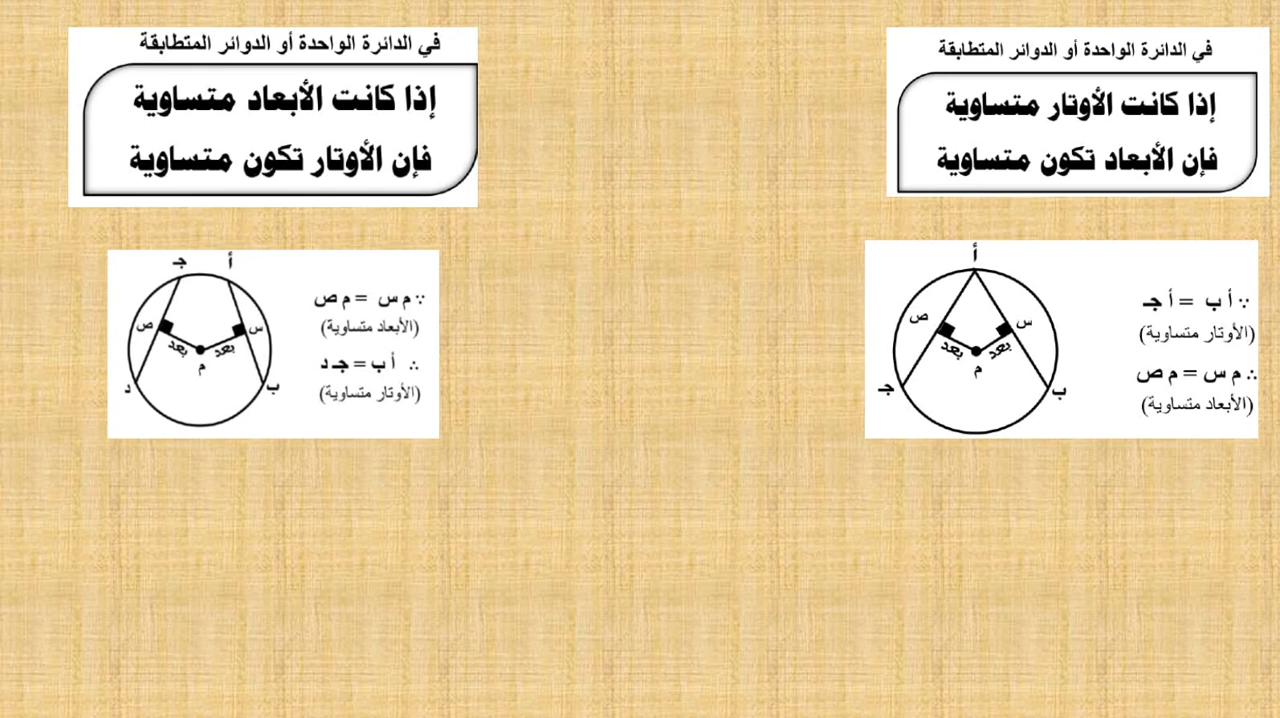 في الدائرة الواحدة أو الدوائر المتطابقة
إذا كانت الأوتار متساوية
فإن الأبعاد تكون متساوية
أ
س
ص
بعد
بعد
م
ب
جـ
∵ أ ب = أ جـ
(الأوتار متساوية)
∴ م س = م ص
(الأبعاد متساوية)
في الدائرة الواحدة أو الدوائر المتطابقة
إذا كانت الأبعاد متساوية
فإن الأوتار تكون متساوية
أ
جـ
س
ص
بعد
بعد
م
ب
د
∵ م س = م ص
(الأبعاد متساوية)
∴ أ ب = جـ د
(الأوتار متساوية)